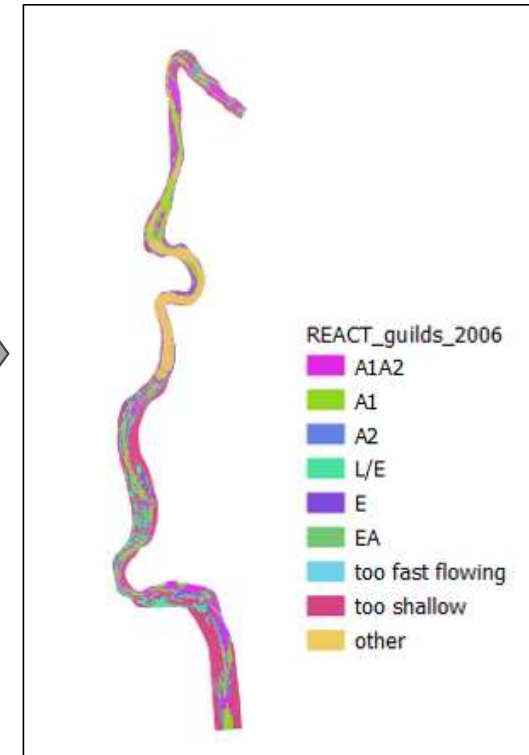 REACT_guilds_2006
A1A2
A1
A2
L/E
E
EA
too fast flowing
too shallow
other